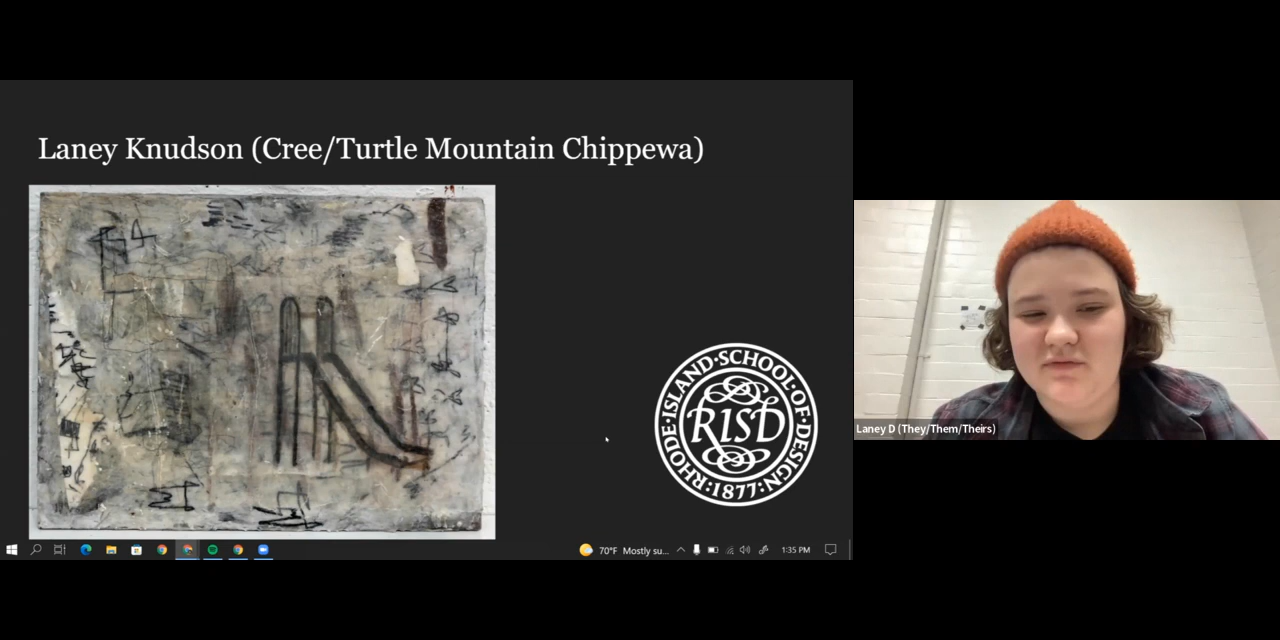 Laney Knudson (Cree/Turtle Mountain Chippewa)
RHODE·ISLAND·SCHOOL·OF·DESIGN·
RISD
·1877·
Laney D (They/Them/Theirs)
70°F Mostly su...
1:35 PM